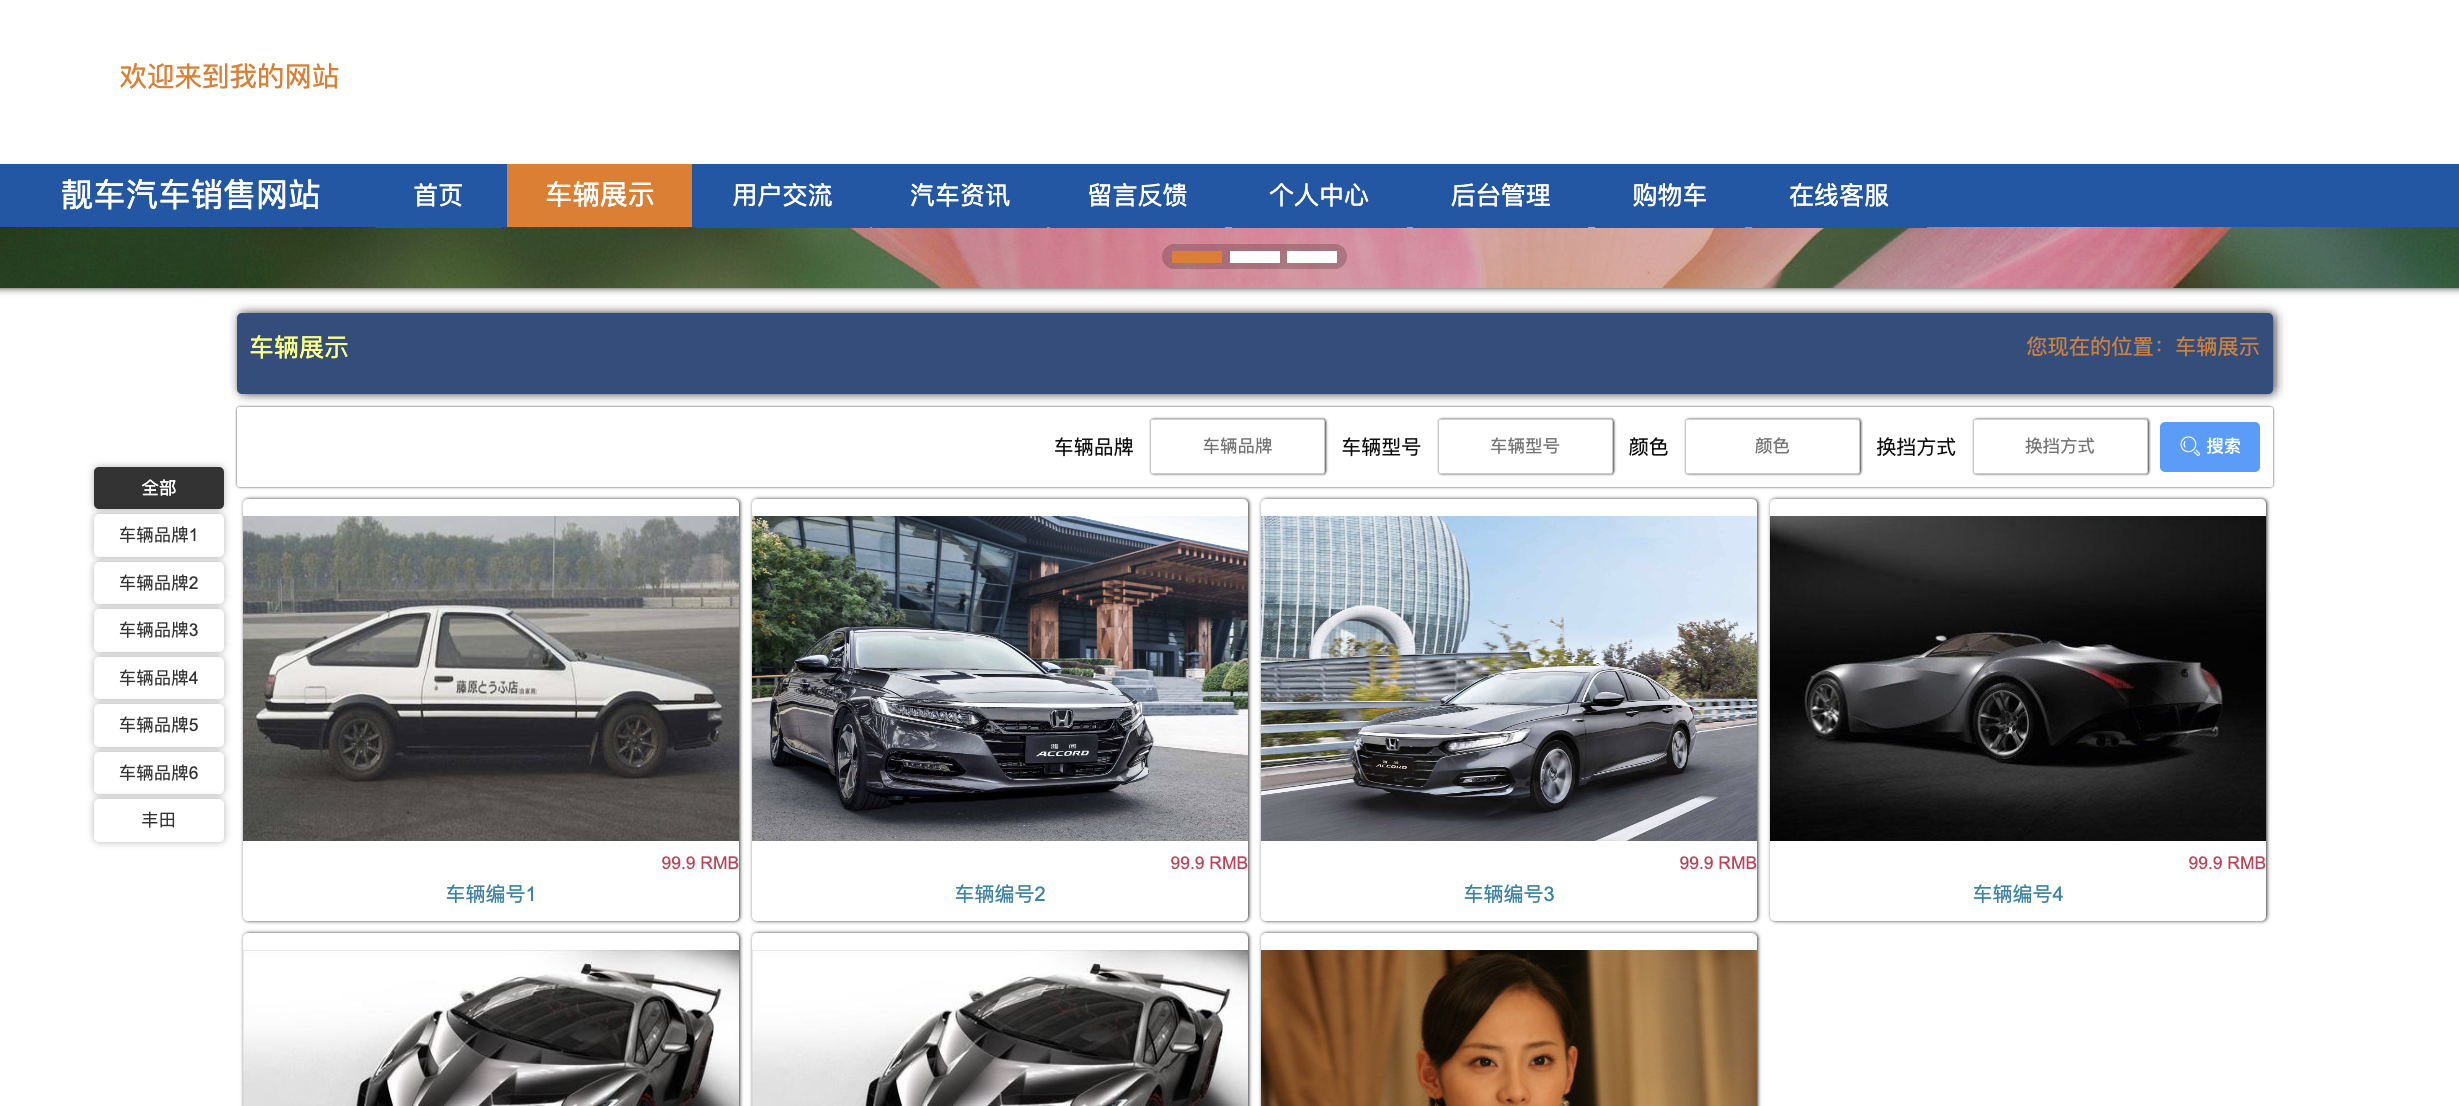 欢迎来到我的网站
靓车汽车销售网站 首页 车辆展示 用户交流 汽车资讯 留言反馈 个人中心 后台管理 购物车 在线客服
车辆展示 您现在的位置：车辆展示
车辆品牌 车辆品牌 车辆型号 车辆型号 颜色 颜色 换挡方式 换挡方式 搜索
全部
车辆品牌1
车辆品牌2
车辆品牌3
车辆品牌4
车辆品牌5
车辆品牌6
丰田
藤原とうふ店
ACCORD
ACCORD
99.9 RMB
车辆编号1
99.9 RMB
车辆编号2
99.9 RMB
车辆编号3
99.9 RMB
车辆编号4